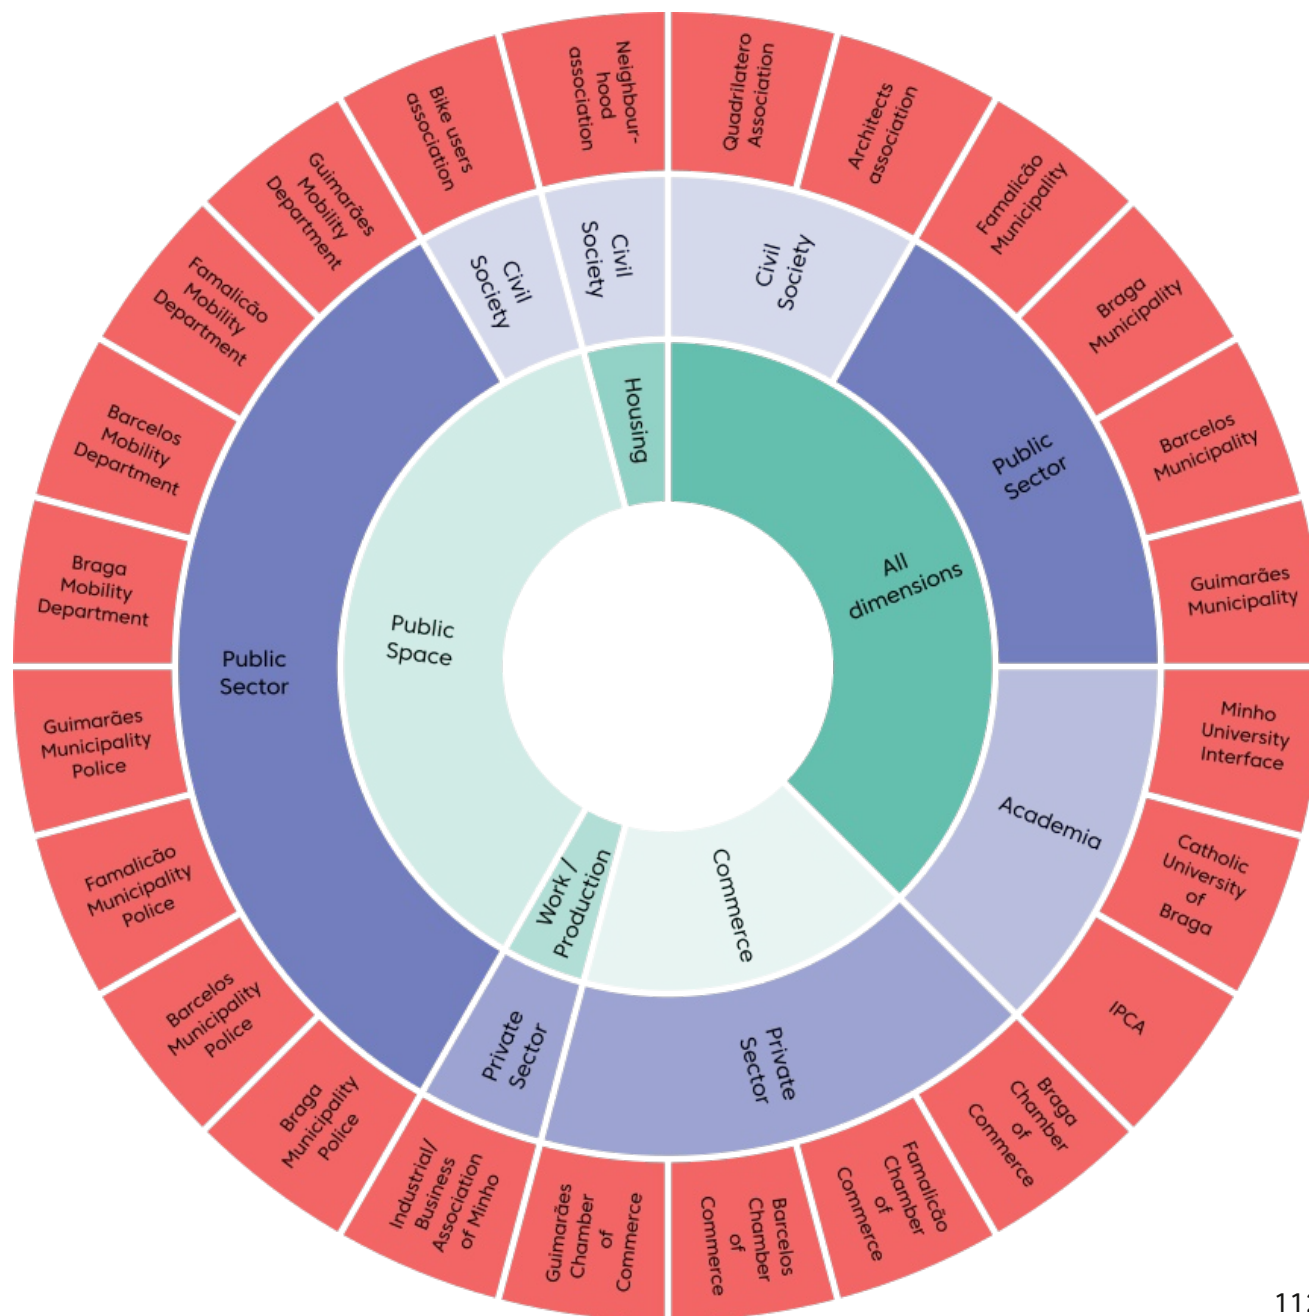 Quadrilatero
Association
Architects
association
Famalicão
Municipality
Braga
Municipality
Barcelos
Municipality
Guimarães
Municipality
Minho
University
Interface
Catholic
University
of
Braga
IPCA
Braga
Chamber
of
Commerce
Famalicão
Chamber
of
Commerce
Barcelos
Chamber
of
Commerce
Guimarães
Chamber
of
Commerce
Industrial/
Business
Association
of Minho
Braga
Municipality
Police
Barcelos
Municipality
Police
Famalicão
Municipality
Police
Guimarães
Municipality
Police
Braga
Mobility
Department
Barcelos
Mobility
Department
Famalicão
Mobility
Department
Guimarães
Mobility
Department
Bike users
association
Neighbour-
hood
association
Civil
Society
Public
Sector
Academia
Private
Sector
Private
Sector
Public
Sector
Civil
Society
Civil
Society
All
dimensions
Commerce
Work /
Production
Public
Space
Housing